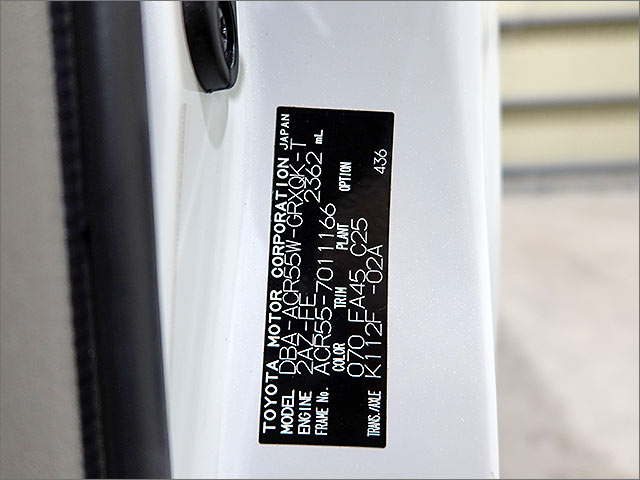 TOYOTA MOTOR CORPORATION JAPAN
MODEL DBA-ACR55W-GRXQK-T
ENGINE 2AZ-FE 2362 mL
FRAME No. ACR55-7011166
COLOR TRIM PLANT OPTION
070 FA45 C25 436
TRANS./AXLE K112F -02A